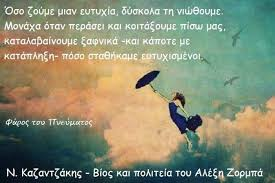 Όσο ζούμε μιαν ευτυχία, δύσκολα τη νιώθουμε.
Μονάχα όταν περάσει και κοιτάξουμε πίσω μας,
καταλαβαίνουμε ξαφνικά -και κάποτε με
κατάπληξη- πόσο σταθήκαμε ευτυχισμένοι.
Φάρος του Πνεύματος
Ν. Καζαντζάκης - Βίος και πολιτεία του Αλέξη Ζορμπά